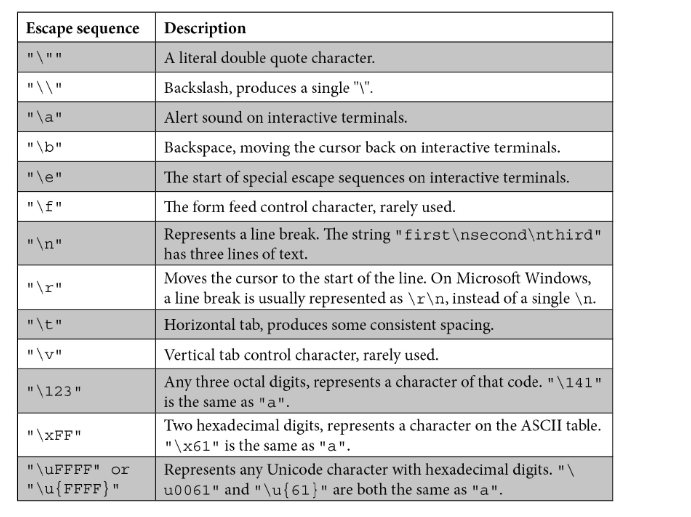 Escape sequence Description
"\"" A literal double quote character.
"\\" Backslash, produces a single "\".
"\a" Alert sound on interactive terminals.
"\b" Backspace, moving the cursor back on interactive terminals.
"\e" The start of special escape sequences on interactive terminals.
"\f" The form feed control character, rarely used.
"\n" Represents a line break. The string "first\nsecond\nthird"
has three lines of text.
"\r" Moves the cursor to the start of the line. On Microsoft Windows,
a line break is usually represented as \r\n, instead of a single \n.
"\t" Horizontal tab, produces some consistent spacing.
"\v" Vertical tab control character, rarely used.
"\123" Any three octal digits, represents a character of that code. "\141"
is the same as "a".
"\xFF" Two hexadecimal digits, represents a character on the ASCII table.
"\x61" is the same as "a".
"\uFFFF" or Represents any Unicode character with hexadecimal digits. "\
"\u{FFFF}" u0061" and "\u{61}" are both the same as "a".